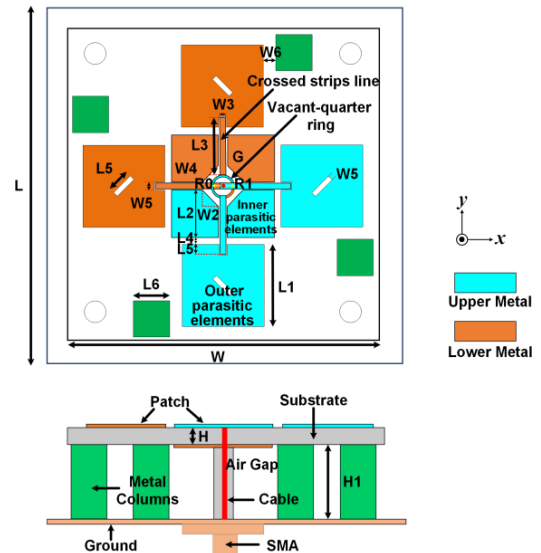 W6
Crossed strips line
W3
Vacant-quarter
ring
L3
G
L
L5
W4
W5
R0
R1
W5
L2
W2
Inner
parasitic
elements
L4
L5
L6
Outer
parasitic
elements
L1
W
y
x
Upper Metal
Lower Metal
Patch
Substrate
H
Air Gap
Metal
Columns
Cable
H1
Ground
SMA